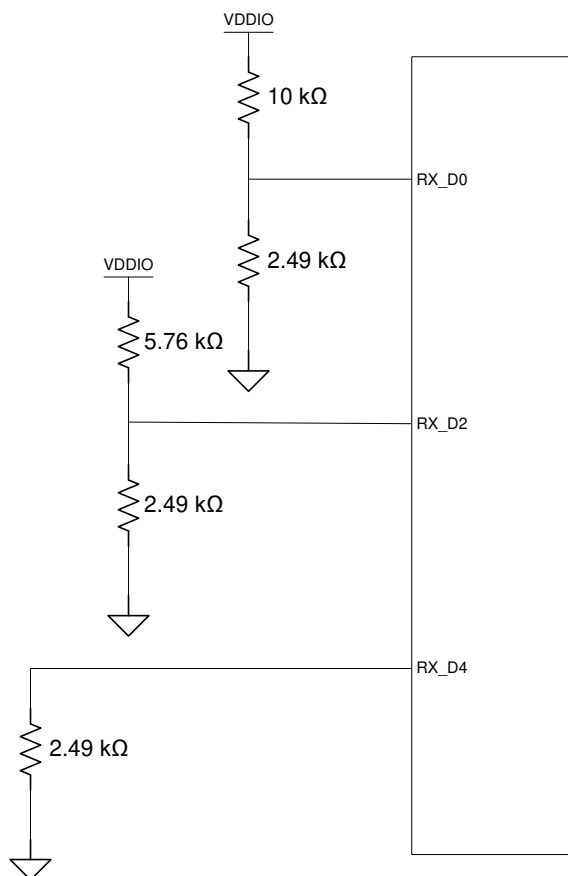 VDDIO
10 kΩ
RX_D0
2.49 kΩ
VDDIO
5.76 kΩ
RX_D2
2.49 kΩ
RX_D4
2.49 kΩ